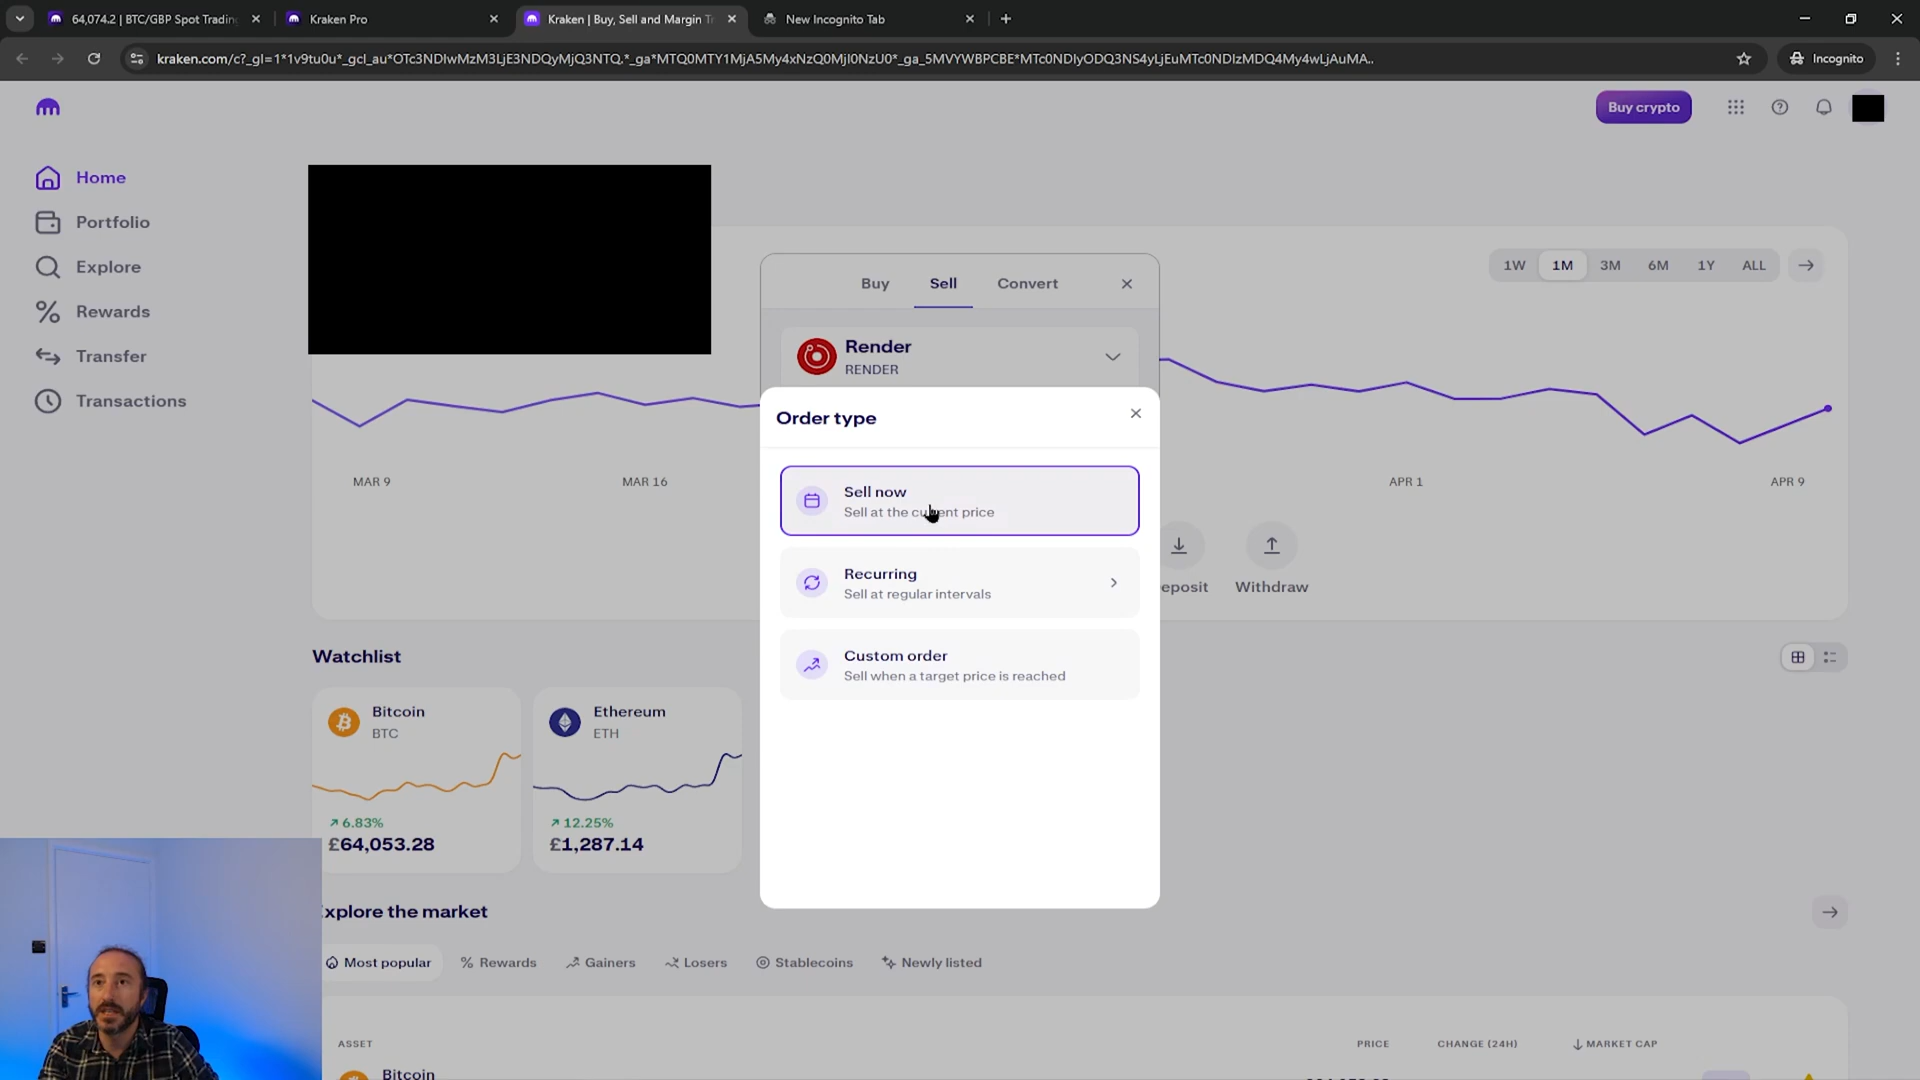 64,074.2 | BTC/GBP Spot Trading
Kraken Pro
Kraken | Buy, Sell and Margin Tr
New Incognito Tab
kraken.com/c?_gl=1*1v9tu0u*_gcl_au*OTc3NDIwMzM3LjE3NDQyMjQ3NTQ.*_ga*MTQ0MTY1MjA5My4xNzQ0MjI0NzU0*_ga_5MVYWBPCBE*MTc0NDIyODQ3NS4yLjEuMTc0NDIzMDQ4My4wLjAuMA..
Incognito
Buy crypto
Home
Portfolio
Explore
Rewards
Transfer
Transactions
1W 1M 3M 6M 1Y ALL
Buy Sell Convert
Render
RENDER
Order type
Sell now
Sell at the current price
Recurring
Sell at regular intervals
Custom order
Sell when a target price is reached
MAR 9 MAR 16 APR 1 APR 9
eposit Withdraw
Watchlist
Bitcoin
BTC
6.83%
£64,053.28
Ethereum
ETH
12.25%
£1,287.14
Explore the market
Most popular Rewards Gainers Losers Stablecoins Newly listed
ASSET PRICE CHANGE (24H) MARKET CAP
Bitcoin